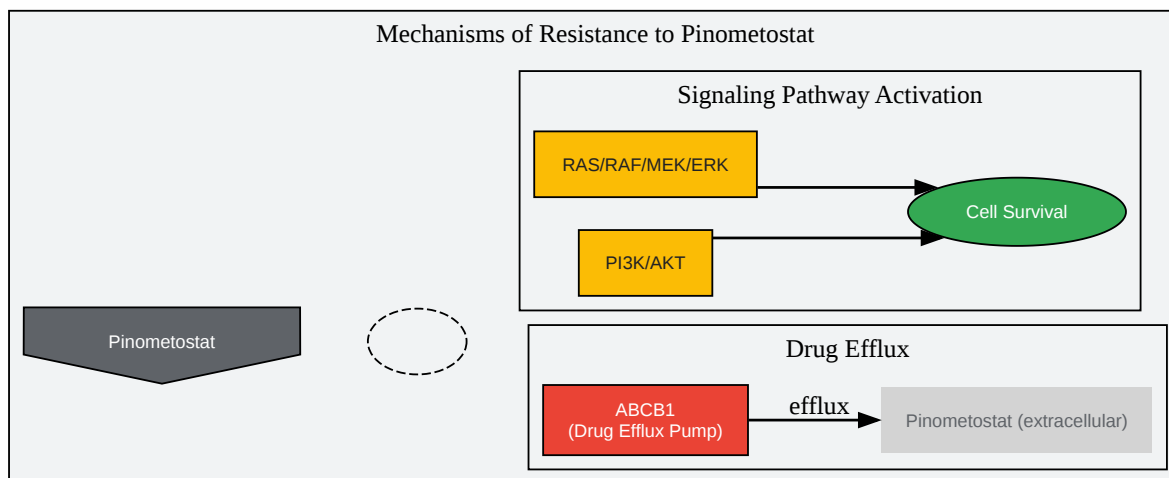 Mechanisms of Resistance to Pinometostat
Signaling Pathway Activation
RAS/RAF/MEK/ERK
Cell Survival
PI3K/AKT
Pinometostat
Drug Efflux
ABCB1
(Drug Efflux Pump)
efflux
Pinometostat (extracellular)